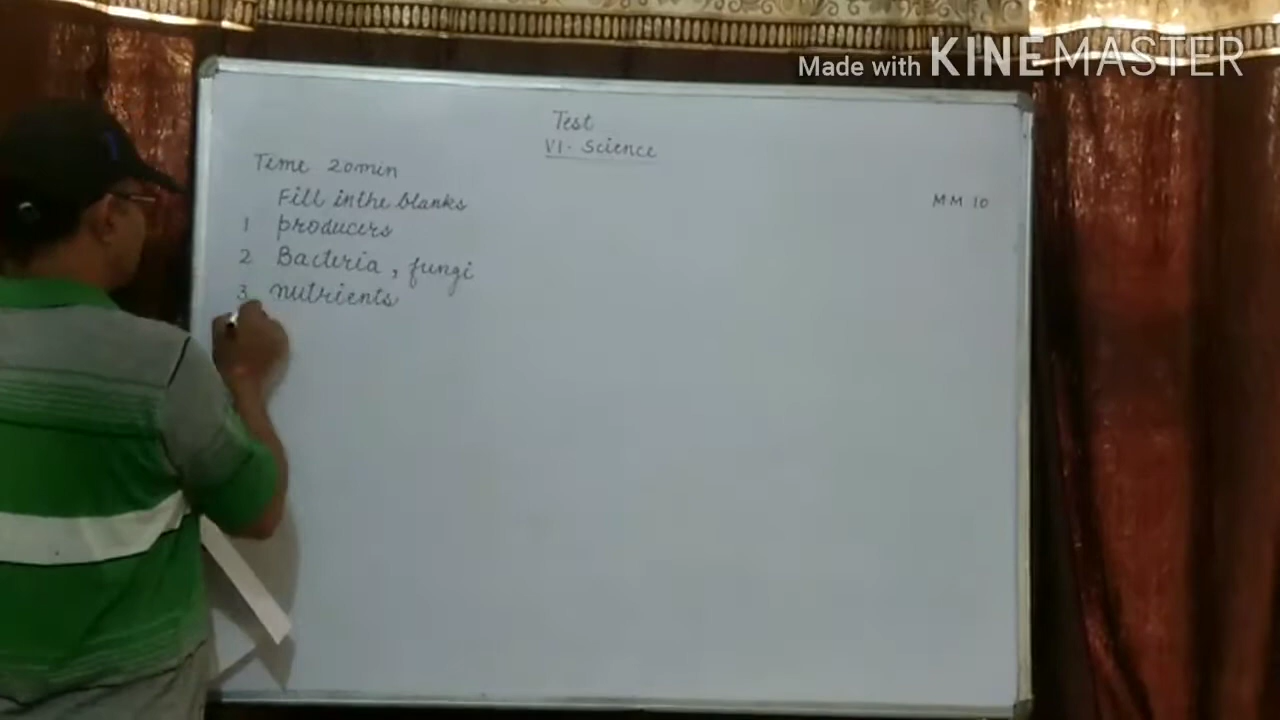 Made with KINEMASTER
Test
VI. Science
Time 20min
MM 10
Fill in the blanks
1 producers
2 Bacteria, fungi
3 nutrients